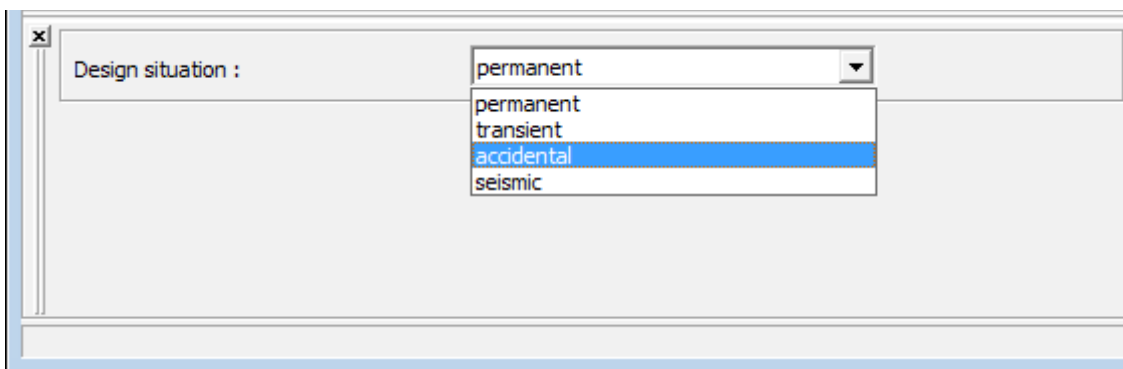 Design situation :
permanent
permanent
transient
accidental
seismic